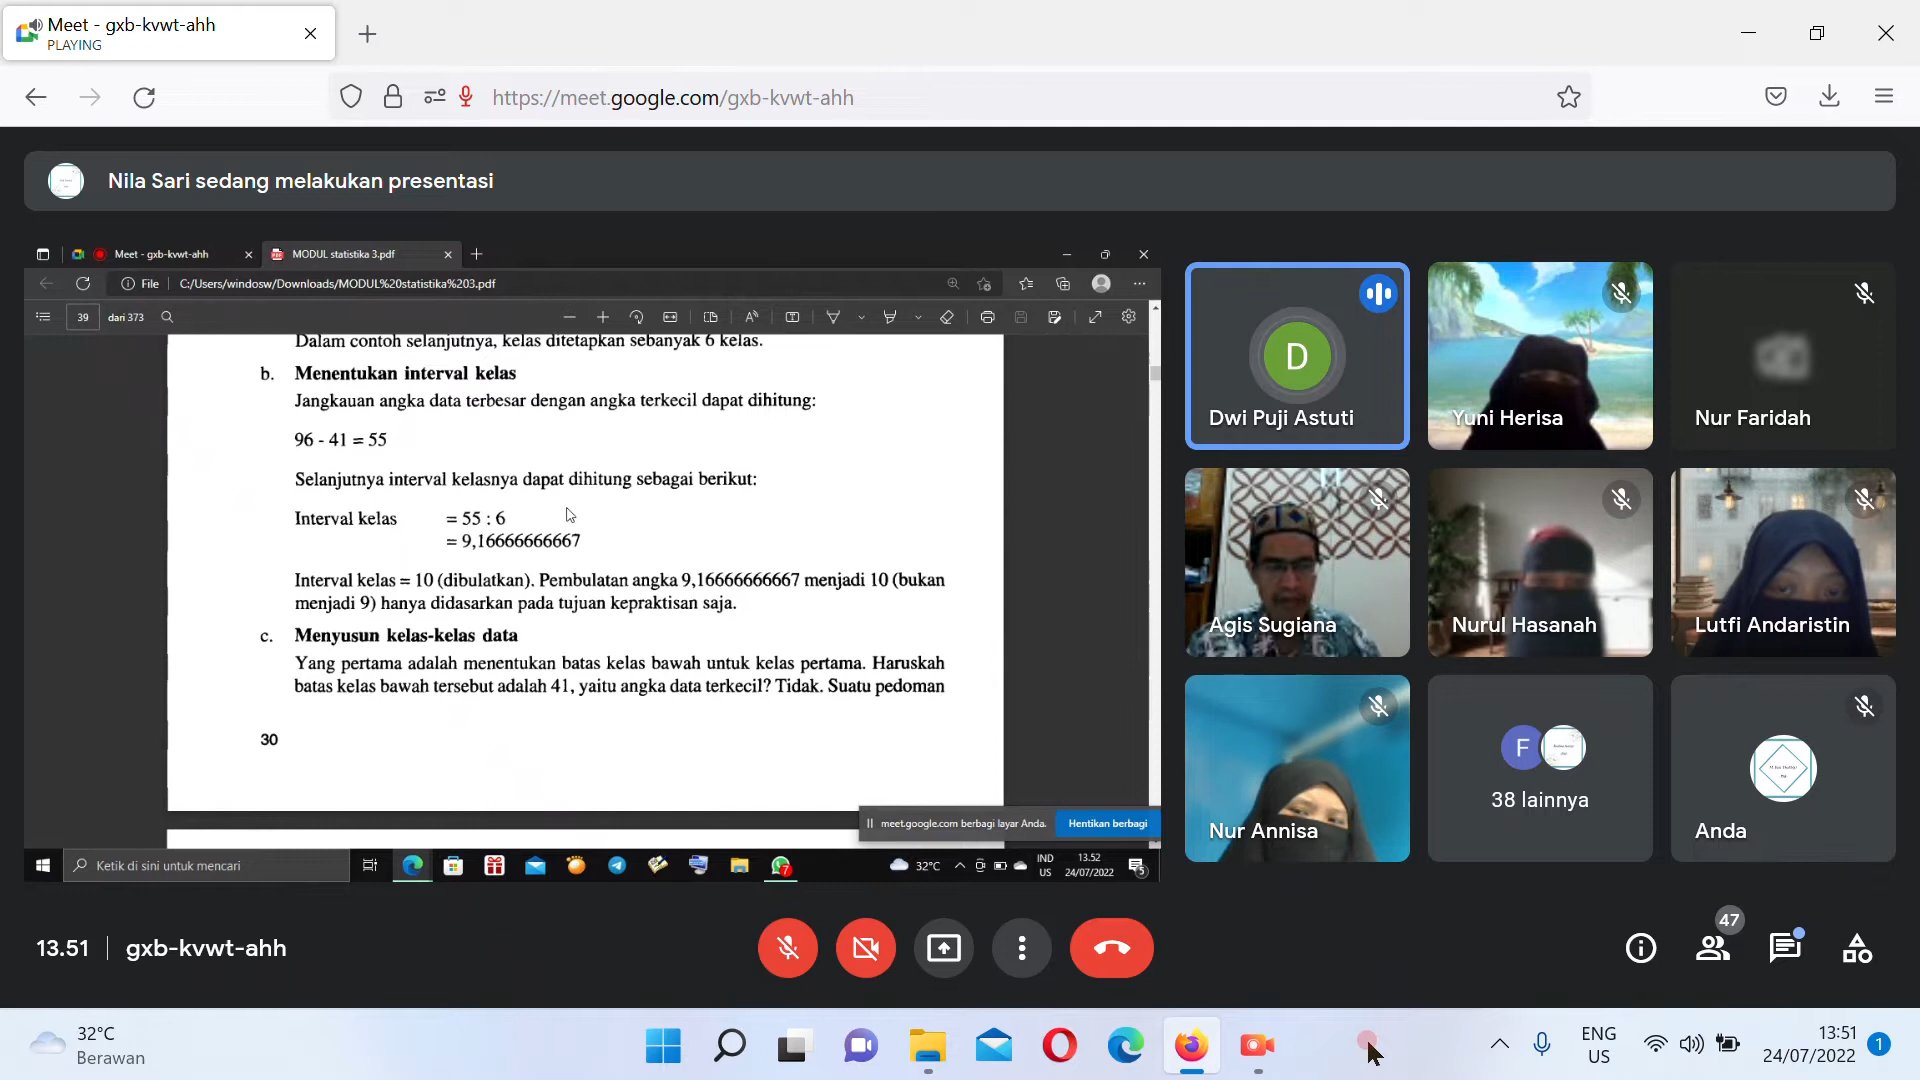 Meet - gxb-kvwt-ahh
PLAYING
https://meet.google.com/gxb-kvwt-ahh
Nila Sari sedang melakukan presentasi
Meet - gxb-kvwt-ahh
MODUL statistika 3.pdf
File
C:/Users/windosw/Downloads/MODUL%20statistika%203.pdf
39 dari 373
Dalam contoh selanjutnya, kelas ditetapkan sebanyak 6 kelas.
b. Menentukan interval kelas
Jangkauan angka data terbesar dengan angka terkecil dapat dihitung:
96 - 41 = 55
Selanjutnya interval kelasnya dapat dihitung sebagai berikut:
Interval kelas = 55 : 6
= 9,16666666667
Interval kelas = 10 (dibulatkan). Pembulatan angka 9,16666666667 menjadi 10 (bukan
menjadi 9) hanya didasarkan pada tujuan kepraktisan saja.
c. Menyusun kelas-kelas data
Yang pertama adalah menentukan batas kelas bawah untuk kelas pertama. Haruskah
batas kelas bawah tersebut adalah 41, yaitu angka data terkecil? Tidak. Suatu pedoman
30
meet.google.com berbagi layar Anda.
Hentikan berbagi
Ketik di sini untuk mencari
7
32°C
IND
US
13.52
24/07/2022
5
D
Dwi Puji Astuti
Yuni Herisa
Nur Faridah
Agis Sugiana
Nurul Hasanah
Lutfi Andaristin
Nur Annisa
F
38 lainnya
Anda
13.51
gxb-kvwt-ahh
47
32°C
Berawan
ENG
US
13:51
24/07/2022
1